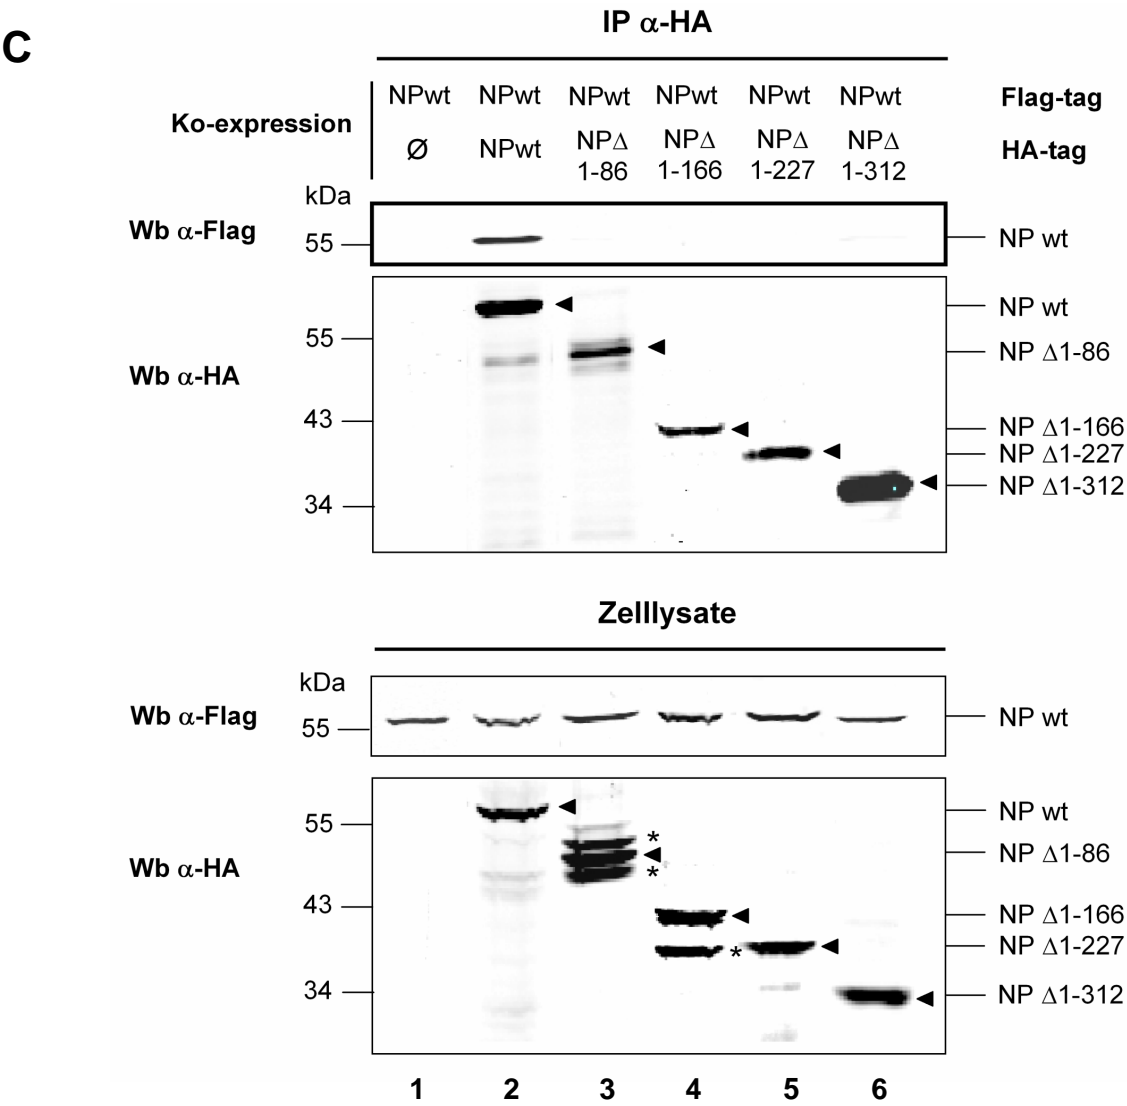 C
IP α-HA
NPwt NPwt NPwt NPwt NPwt NPwt Flag-tag
Ko-expression
Ø NPwt NPΔ 1-86 NPΔ 1-166 NPΔ 1-227 NPΔ 1-312 HA-tag
kDa
Wb α-Flag 55 NP wt
NP wt
55
NP Δ1-86
Wb α-HA
43
NP Δ1-166
NP Δ1-227
NP Δ1-312
34
Zelllysate
kDa
Wb α-Flag 55 NP wt
NP wt
55
*
NP Δ1-86
Wb α-HA *
43
NP Δ1-166
* NP Δ1-227
34 NP Δ1-312
1 2 3 4 5 6